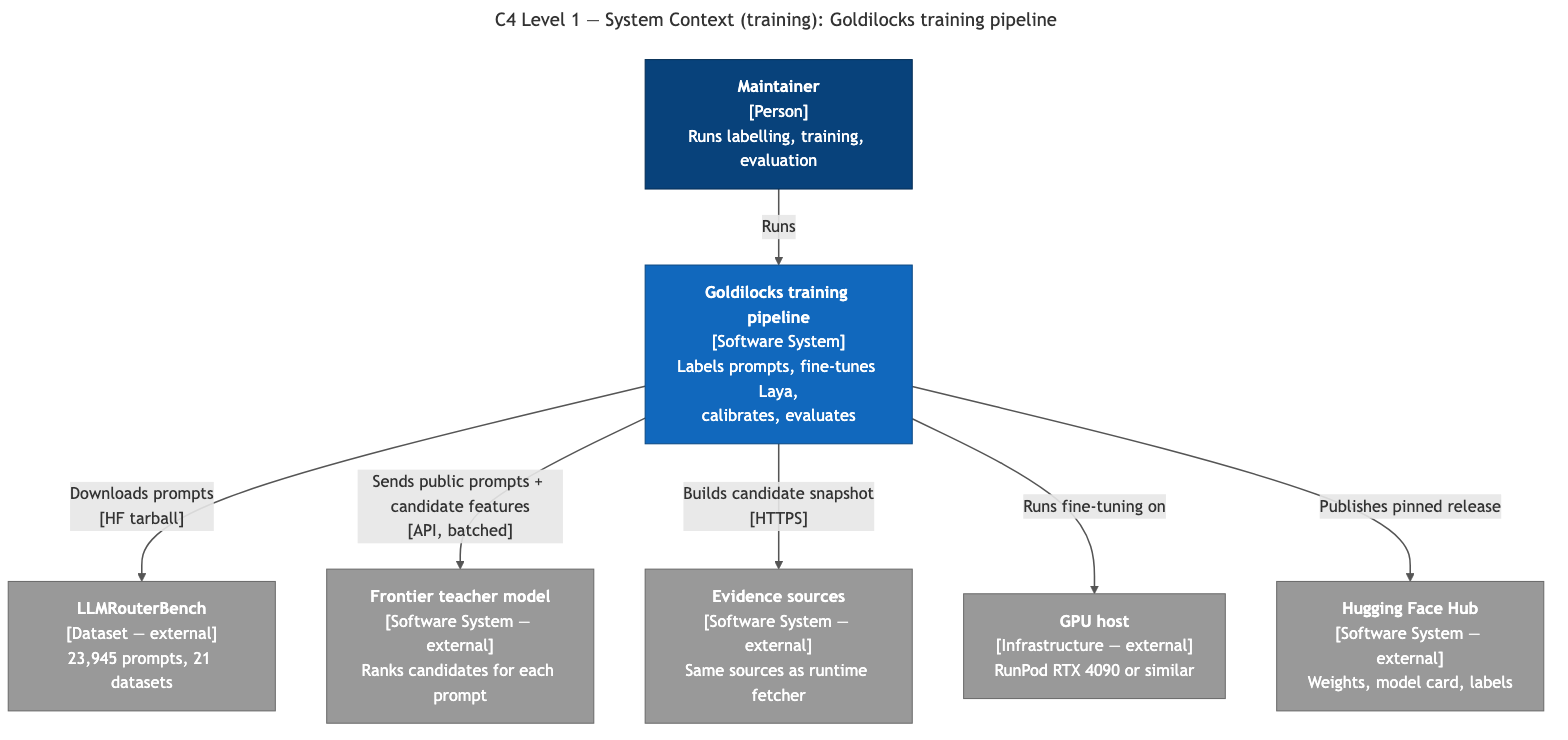 C4 Level 1 — System Context (training): Goldilocks training pipeline
Maintainer
[Person]
Runs labelling, training,
evaluation
Runs
Goldilocks training
pipeline
[Software System]
Labels prompts, fine-tunes
Laya,
calibrates, evaluates
Downloads prompts
[HF tarball]
Sends public prompts +
candidate features
[API, batched]
Builds candidate snapshot
[HTTPS]
Runs fine-tuning on
Publishes pinned release
LLMRouterBench
[Dataset — external]
23,945 prompts, 21
datasets
Frontier teacher model
[Software System —
external]
Ranks candidates for each
prompt
Evidence sources
[Software System —
external]
Same sources as runtime
fetcher
GPU host
[Infrastructure — external]
RunPod RTX 4090 or similar
Hugging Face Hub
[Software System —
external]
Weights, model card, labels